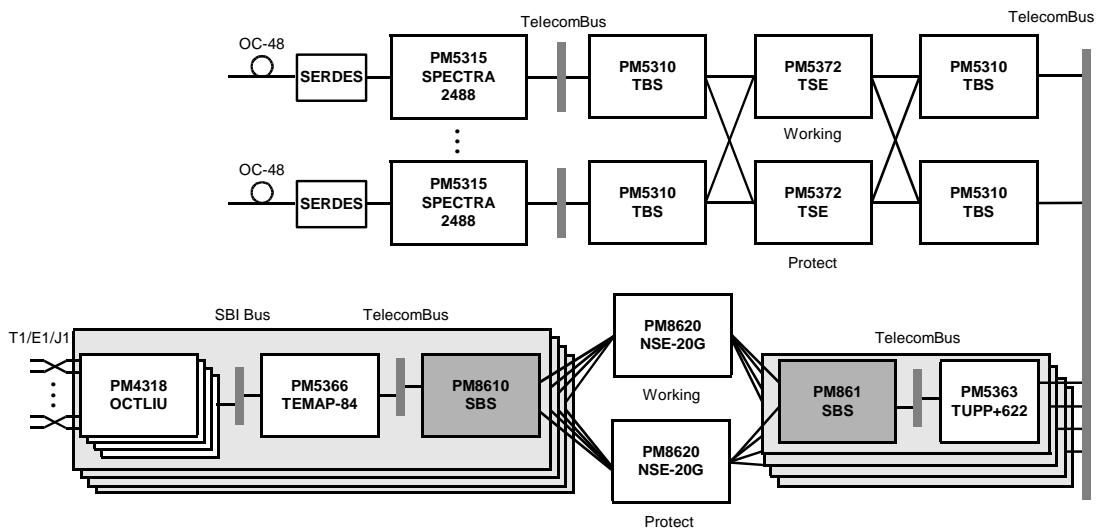 TelecomBus
TelecomBus
OC-48
SERDES
PM5315
SPECTRA
2488
PM5310
TBS
PM5372
TSE
PM5310
TBS
Working
OC-48
SERDES
PM5315
SPECTRA
2488
PM5310
TBS
PM5372
TSE
PM5310
TBS
Protect
T1/E1/J1
SBI Bus
TelecomBus
PM4318
OCTLIU
PM5366
TEMAP-84
PM8610
SBS
PM8620
NSE-20G
Working
PM8620
NSE-20G
Protect
TelecomBus
PM861
SBS
PM5363
TUPP+622